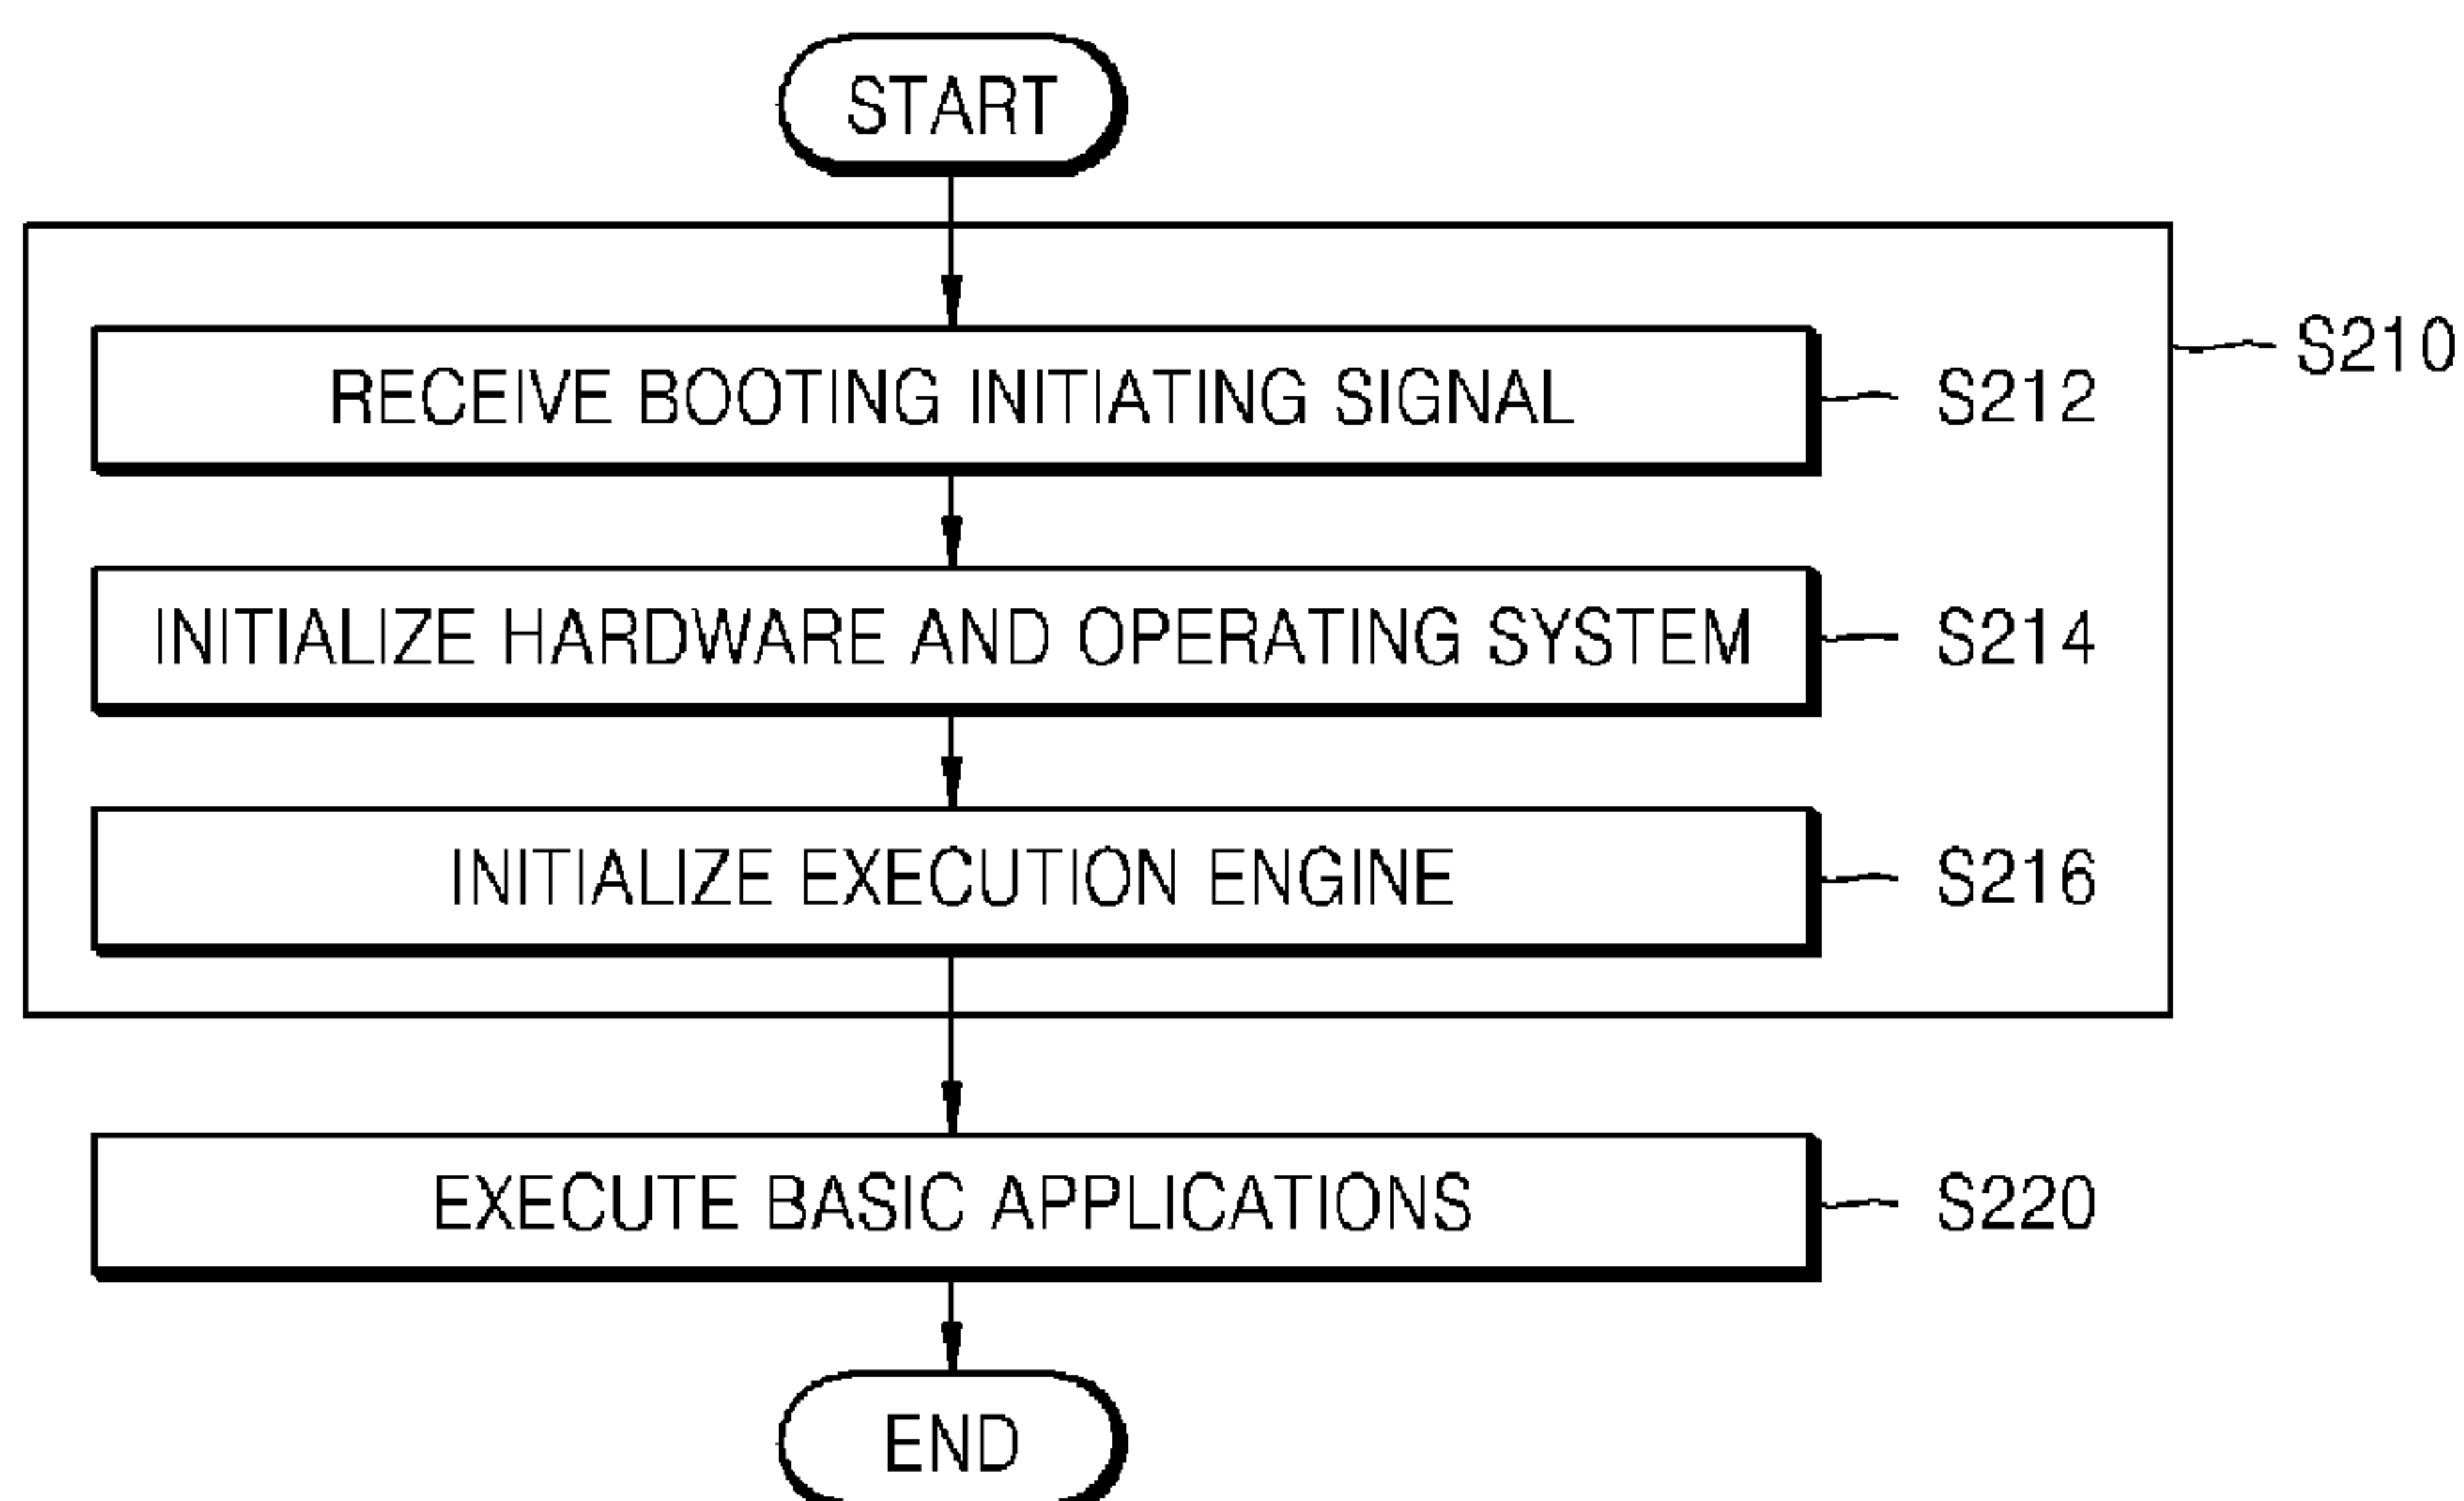 START
S210
RECEIVE BOOTING INITIATING SIGNAL S212
INITIALIZE HARDWARE AND OPERATING SYSTEM S214
INITIALIZE EXECUTION ENGINE S216
EXECUTE BASIC APPLICATIONS S220
END